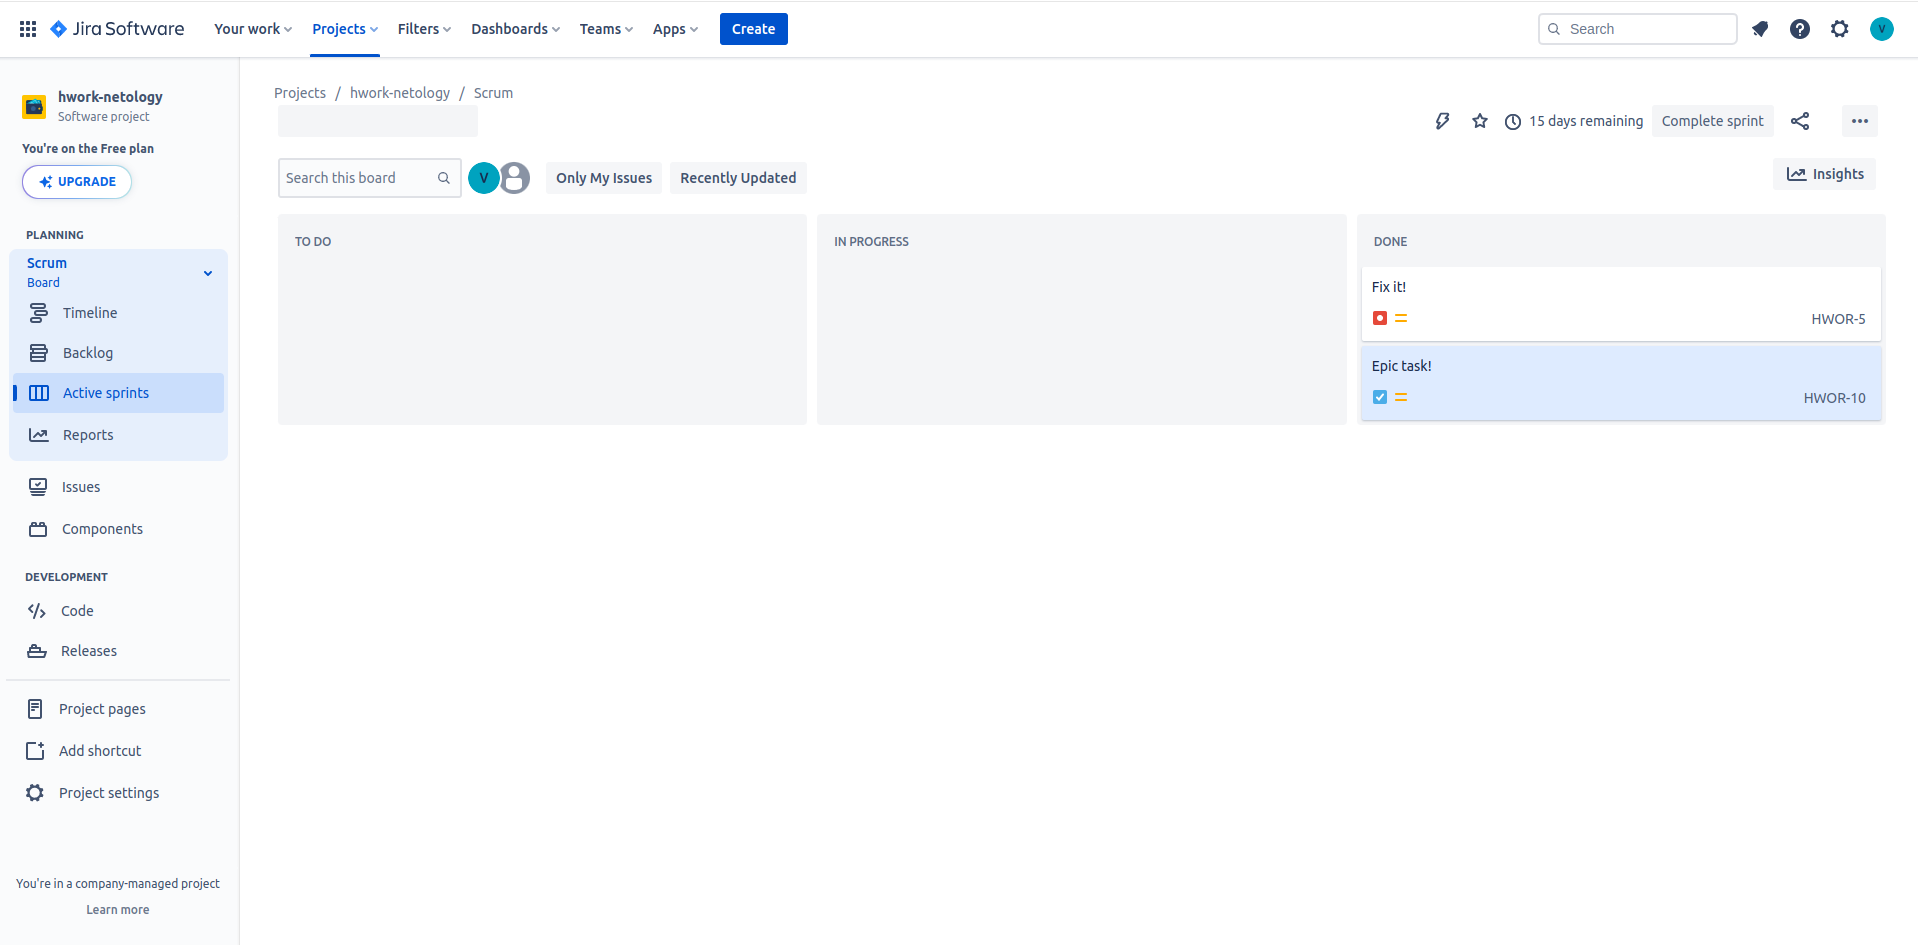 Jira Software
Your work
Projects
Filters
Dashboards
Teams
Apps
Create
Search
V
hwork-netology
Software project
You're on the Free plan
UPGRADE
PLANNING
Scrum
Board
Timeline
Backlog
Active sprints
Reports
Issues
Components
DEVELOPMENT
Code
Releases
Project pages
Add shortcut
Project settings
You're in a company-managed project
Learn more
Projects / hwork-netology / Scrum
15 days remaining
Complete sprint
Search this board
V
Only My Issues
Recently Updated
Insights
TO DO
IN PROGRESS
DONE
Fix it!
HWOR-5
Epic task!
HWOR-10